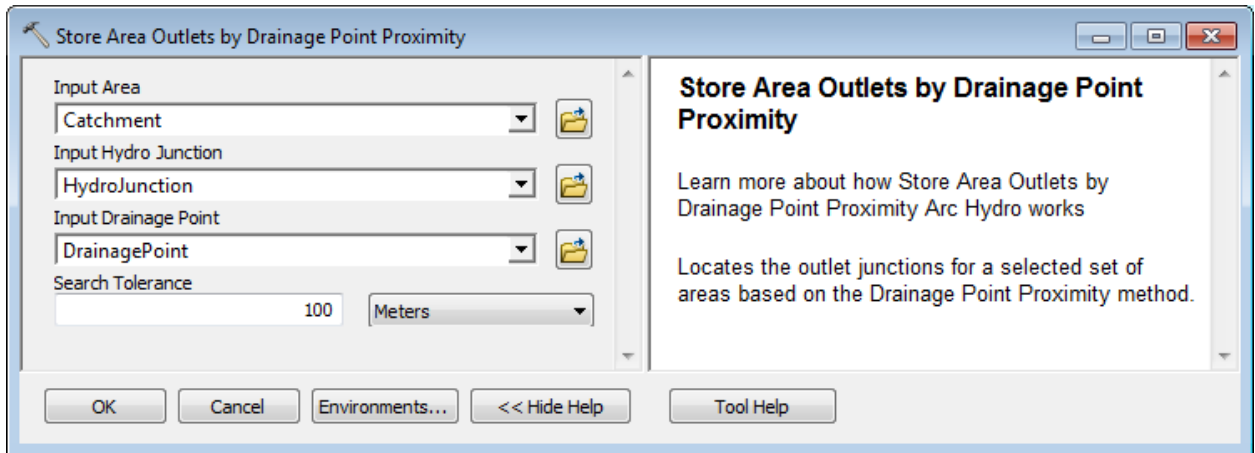 Store Area Outlets by Drainage Point Proximity
Input Area
Catchment
Input Hydro Junction
HydroJunction
Input Drainage Point
DrainagePoint
Search Tolerance
100 Meters
Store Area Outlets by Drainage Point
Proximity
Learn more about how Store Area Outlets by
Drainage Point Proximity Arc Hydro works
Locates the outlet junctions for a selected set of
areas based on the Drainage Point Proximity method.
OK Cancel Environments... << Hide Help Tool Help